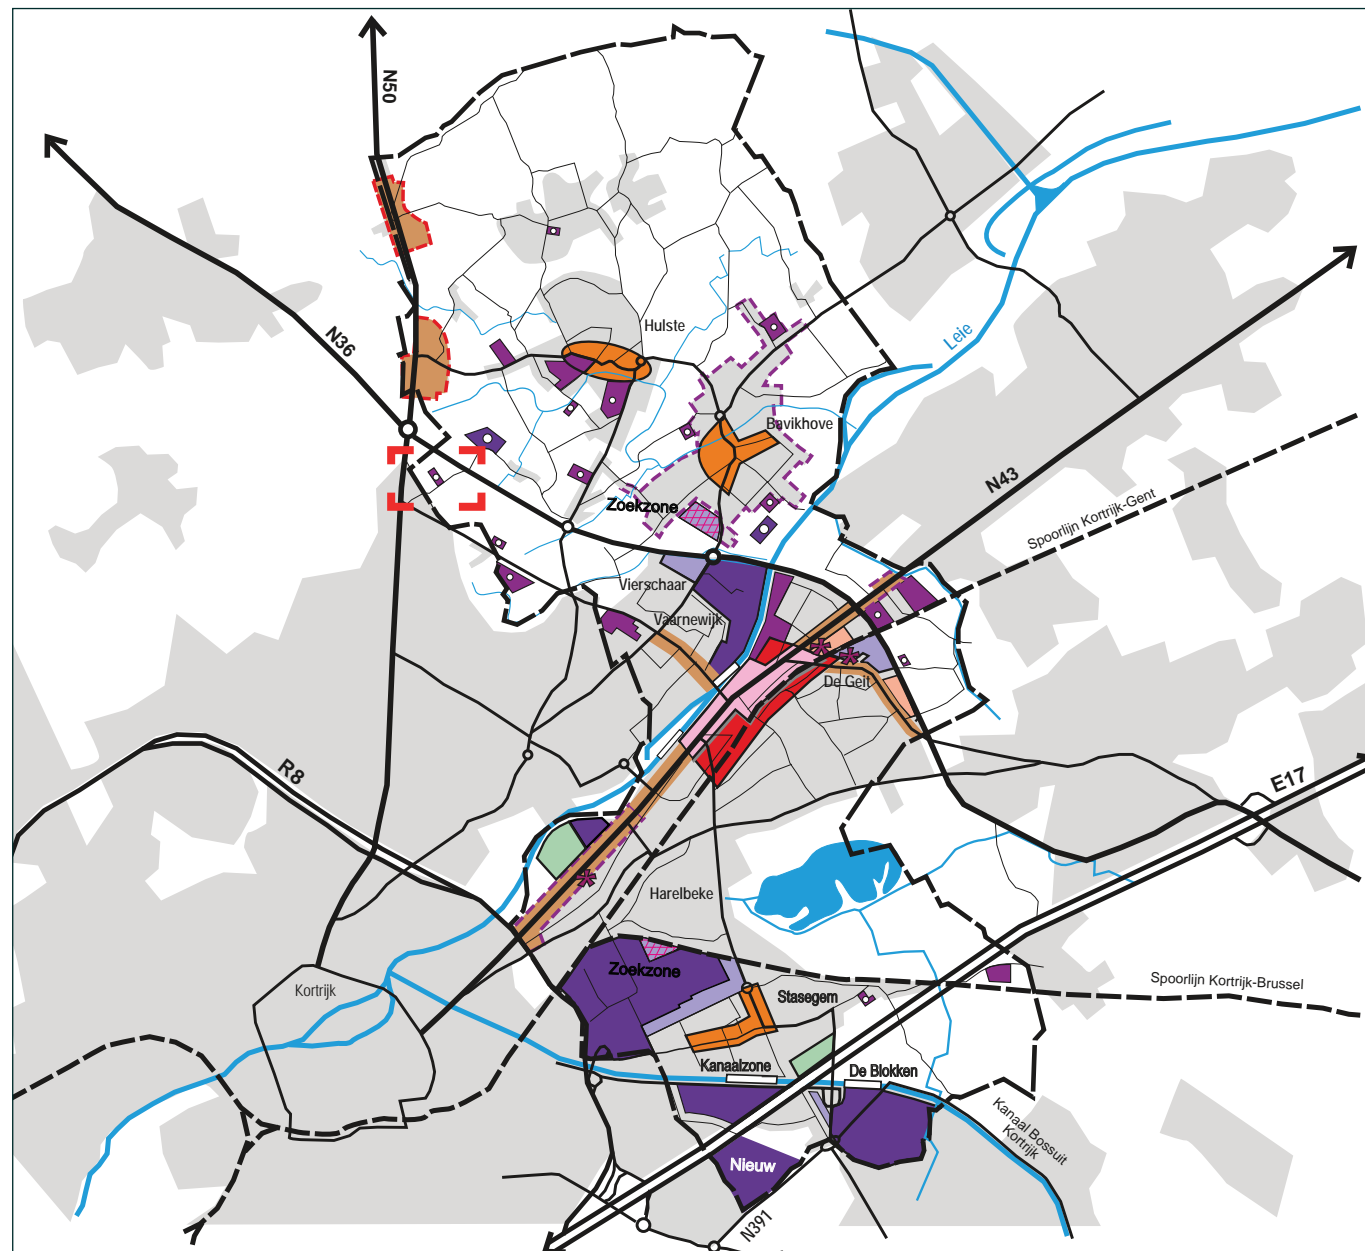 N50
N36
Hulste
Leie
Bavikhove
N43
Zoekzone
Spoorlijn Kortrijk-Gent
Vierschaar
Vaarnewijk
De Geit
R8
E17
Harelbeke
Zoekzone
Kortrijk
Stasegem
Spoorlijn Kortrijk-Brussel
Kanaalzone
De Blokken
Kanaal Bossuit
Kortrijk
Nieuw
N391